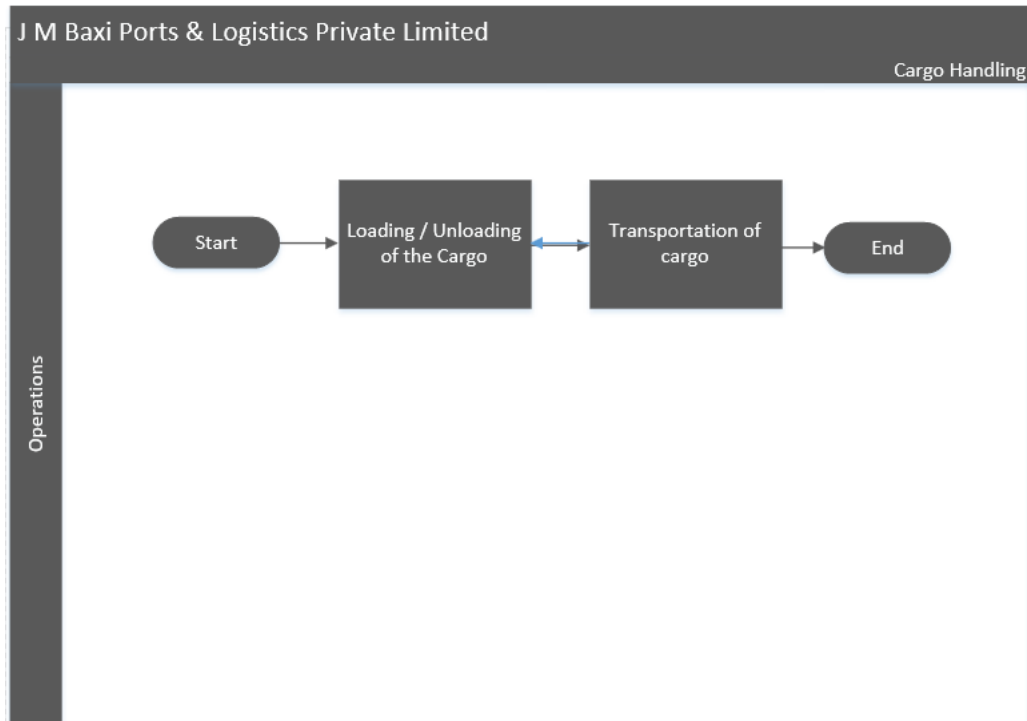 J M Baxi Ports & Logistics Private Limited
Cargo Handling
Operations
Start
Loading / Unloading
of the Cargo
Transportation of
cargo
End